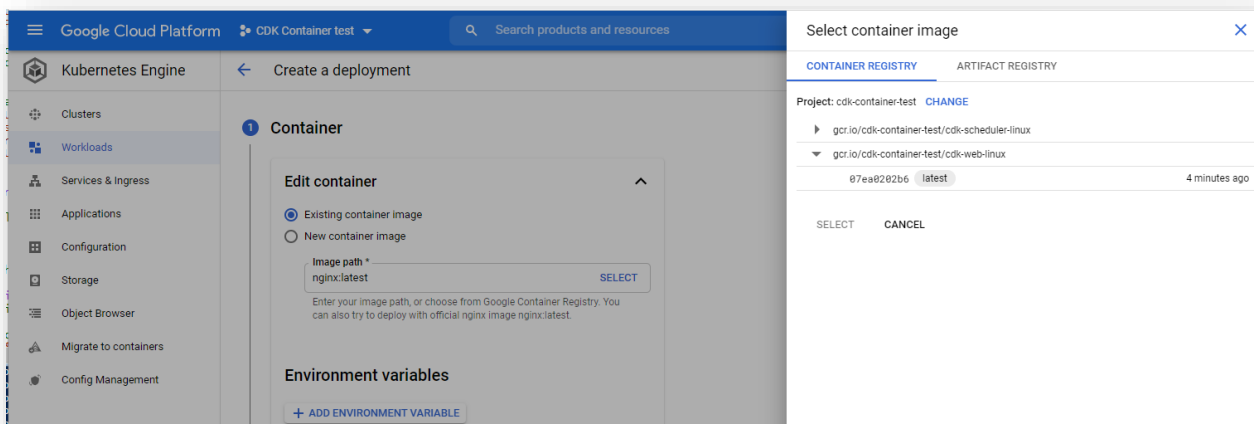 Google Cloud Platform
CDK Container test
Search products and resources
Kubernetes Engine
Clusters
Workloads
Services & Ingress
Applications
Configuration
Storage
Object Browser
Migrate to containers
Config Management
Create a deployment
1 Container
Edit container
Existing container image
New container image
Image path *
nginx:latest SELECT
Enter your image path, or choose from Google Container Registry. You
can also try to deploy with official nginx image nginx:latest.
Environment variables
+ ADD ENVIRONMENT VARIABLE
Select container image
CONTAINER REGISTRY ARTIFACT REGISTRY
Project: cdk-container-test CHANGE
gcr.io/cdk-container-test/cdk-scheduler-linux
gcr.io/cdk-container-test/cdk-web-linux
07ea0202b6 latest 4 minutes ago
SELECT CANCEL